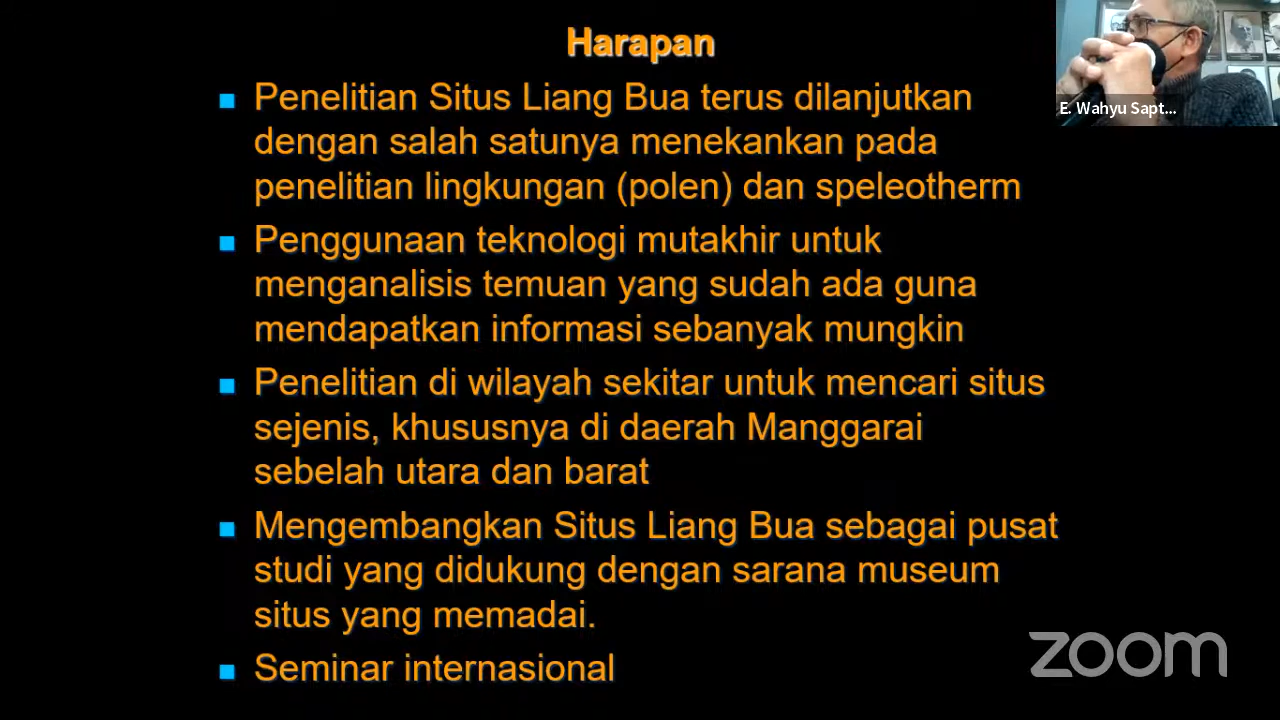 Harapan
Penelitian Situs Liang Bua terus dilanjutkan
dengan salah satunya menekankan pada
penelitian lingkungan (polen) dan speleotherm
Penggunaan teknologi mutakhir untuk
menganalisis temuan yang sudah ada guna
mendapatkan informasi sebanyak mungkin
Penelitian di wilayah sekitar untuk mencari situs
sejenis, khususnya di daerah Manggarai
sebelah utara dan barat
Mengembangkan Situs Liang Bua sebagai pusat
studi yang didukung dengan sarana museum
situs yang memadai.
Seminar internasional
E. Wahyu Sapt...
zoom